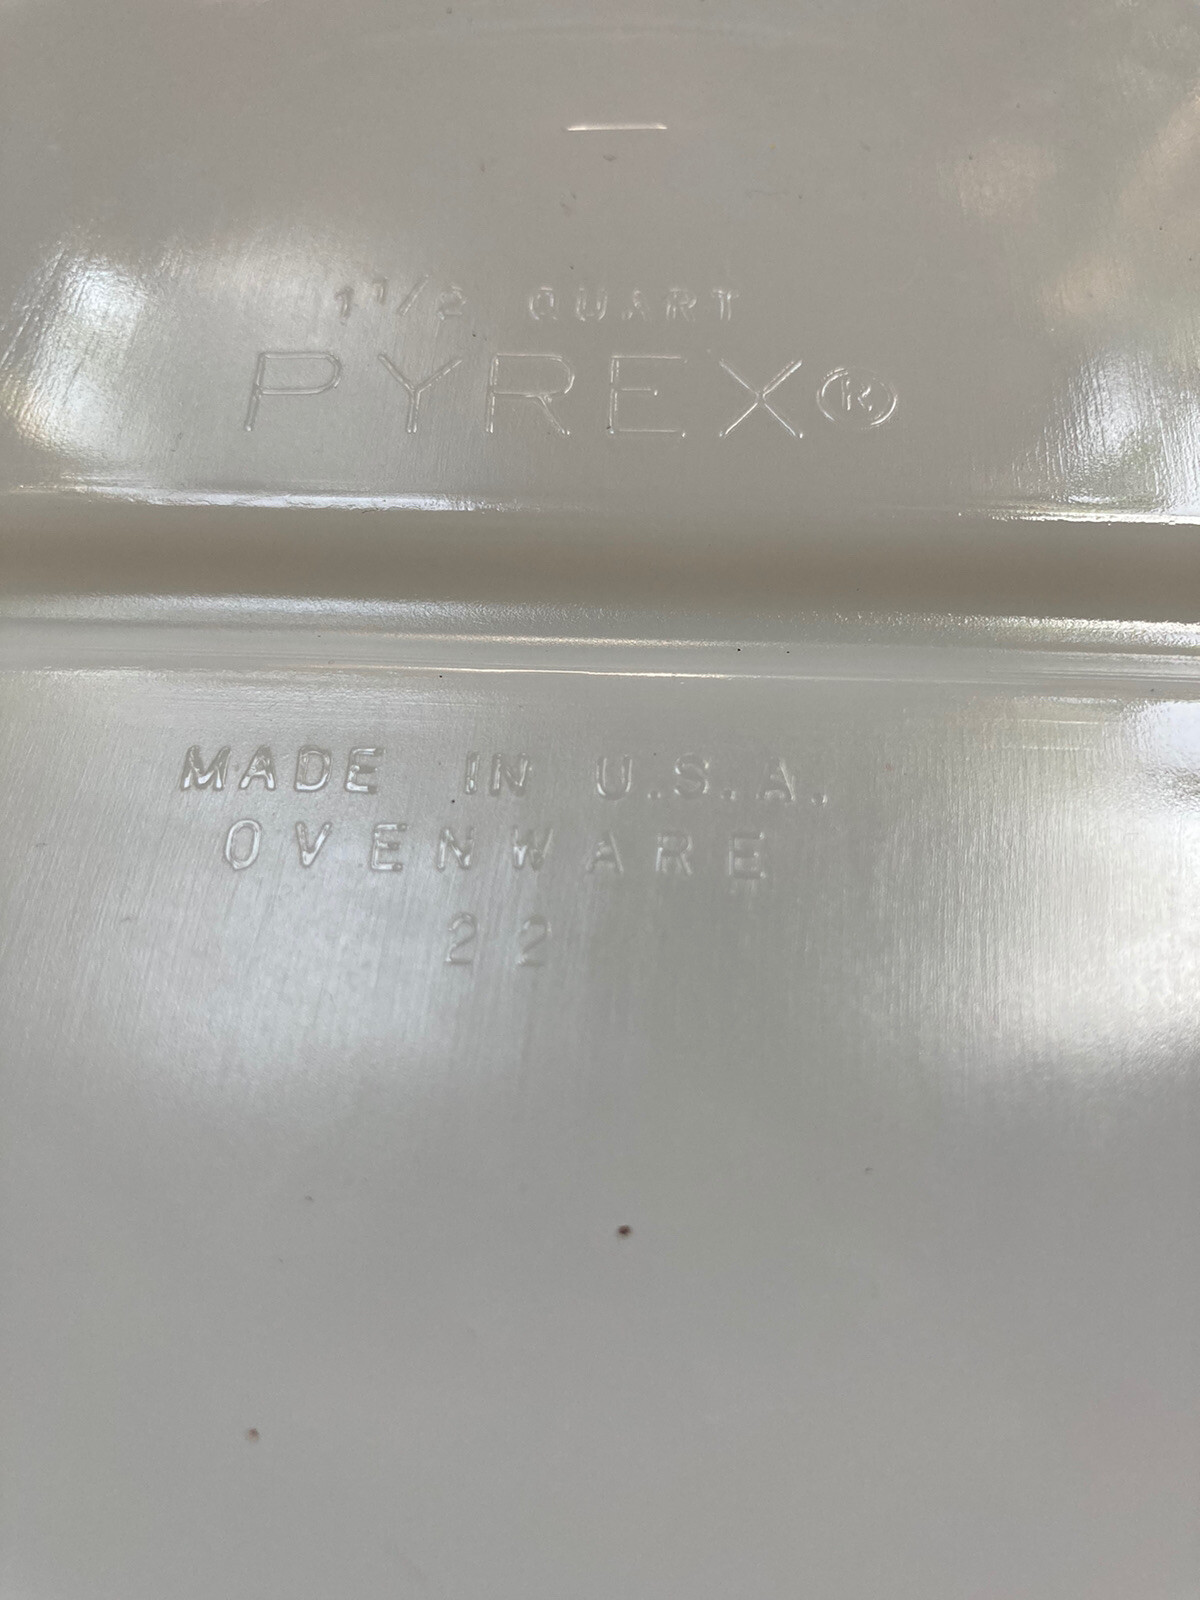 1 1/2 QUART
PYREX®
MADE IN U.S.A.
OVENWARE
22